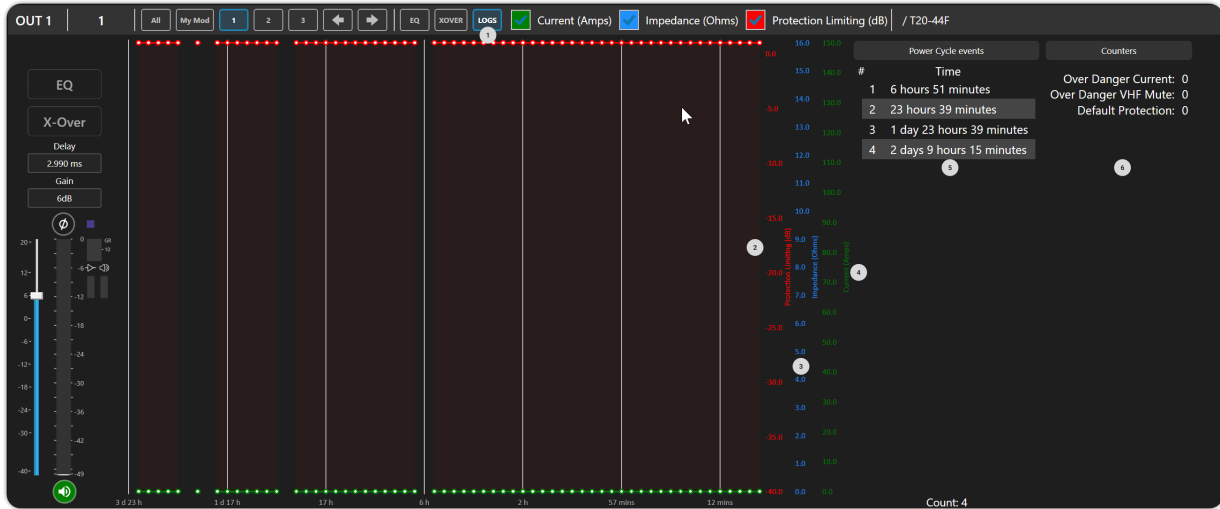 OUT 1 1 All My Mod 1 2 3 EQ XOVER LOGS Current (Amps) Impedance (Ohms) Protection Limiting (dB) / T20-44F
1
EQ
X-Over
Delay
2.990 ms
Gain
6dB
ø
GR
20
12
6
0
-6
-12
-18
-24
-30
-40
0
-6
-12
-18
-24
-30
-36
-42
-49
-10
3 d 23 h 1 d 17 h 17 h 6 h 2 h 57 mins 12 mins
0.0
-5.0
-10.0
-15.0
-20.0
-25.0
-30.0
-35.0
-40.0
Protection Limiting (dB)
2
16.0
15.0
14.0
13.0
12.0
11.0
10.0
9.0
8.0
7.0
6.0
5.0
4.0
3.0
2.0
1.0
0.0
Impedance (Ohms)
3
150.0
140.0
130.0
120.0
110.0
100.0
90.0
80.0
70.0
60.0
50.0
40.0
30.0
20.0
10.0
0.0
Current (Amps)
4
Power Cycle events
# Time
1 6 hours 51 minutes
2 23 hours 39 minutes
3 1 day 23 hours 39 minutes
4 2 days 9 hours 15 minutes
5
Count: 4
Counters
Over Danger Current: 0
Over Danger VHF Mute: 0
Default Protection: 0
6